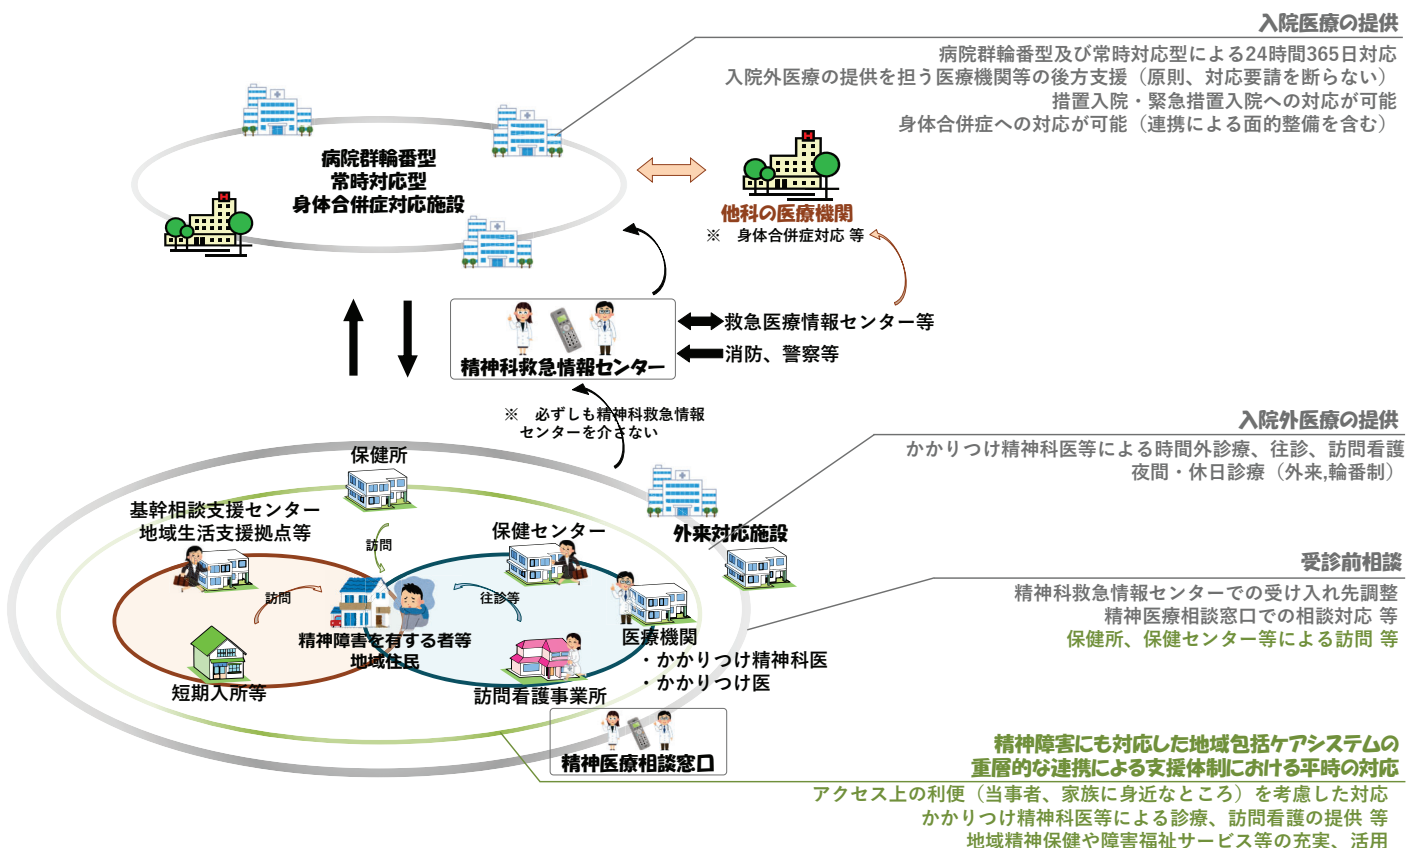 入院医療の提供
病院群輪番型及び常時対応型による24時間365日対応
入院外医療の提供を担う医療機関等の後方支援（原則、対応要請を断らない）
措置入院・緊急措置入院への対応が可能
身体合併症への対応が可能（連携による面的整備を含む）
病院群輪番型
常時対応型
身体合併症対応施設
他科の医療機関
※　身体合併症対応 等
救急医療情報センター等
消防、警察等
精神科救急情報センター
※　必ずしも精神科救急情報
センターを介さない
入院外医療の提供
かかりつけ精神科医等による時間外診療、往診、訪問看護
夜間・休日診療（外来,輪番制）
保健所
基幹相談支援センター
地域生活支援拠点等
訪問
保健センター
外来対応施設
受診前相談
精神科救急情報センターでの受け入れ先調整
精神医療相談窓口での相談対応 等
保健所、保健センター等による訪問 等
訪問
往診等
精神障害を有する者等
地域住民
医療機関
・かかりつけ精神科医
・かかりつけ医
短期入所等
訪問看護事業所
精神医療相談窓口
精神障害にも対応した地域包括ケアシステムの
重層的な連携による支援体制における平時の対応
アクセス上の利便（当事者、家族に身近なところ）を考慮した対応
かかりつけ精神科医等による診療、訪問看護の提供 等
地域精神保健や障害福祉サービス等の充実、活用